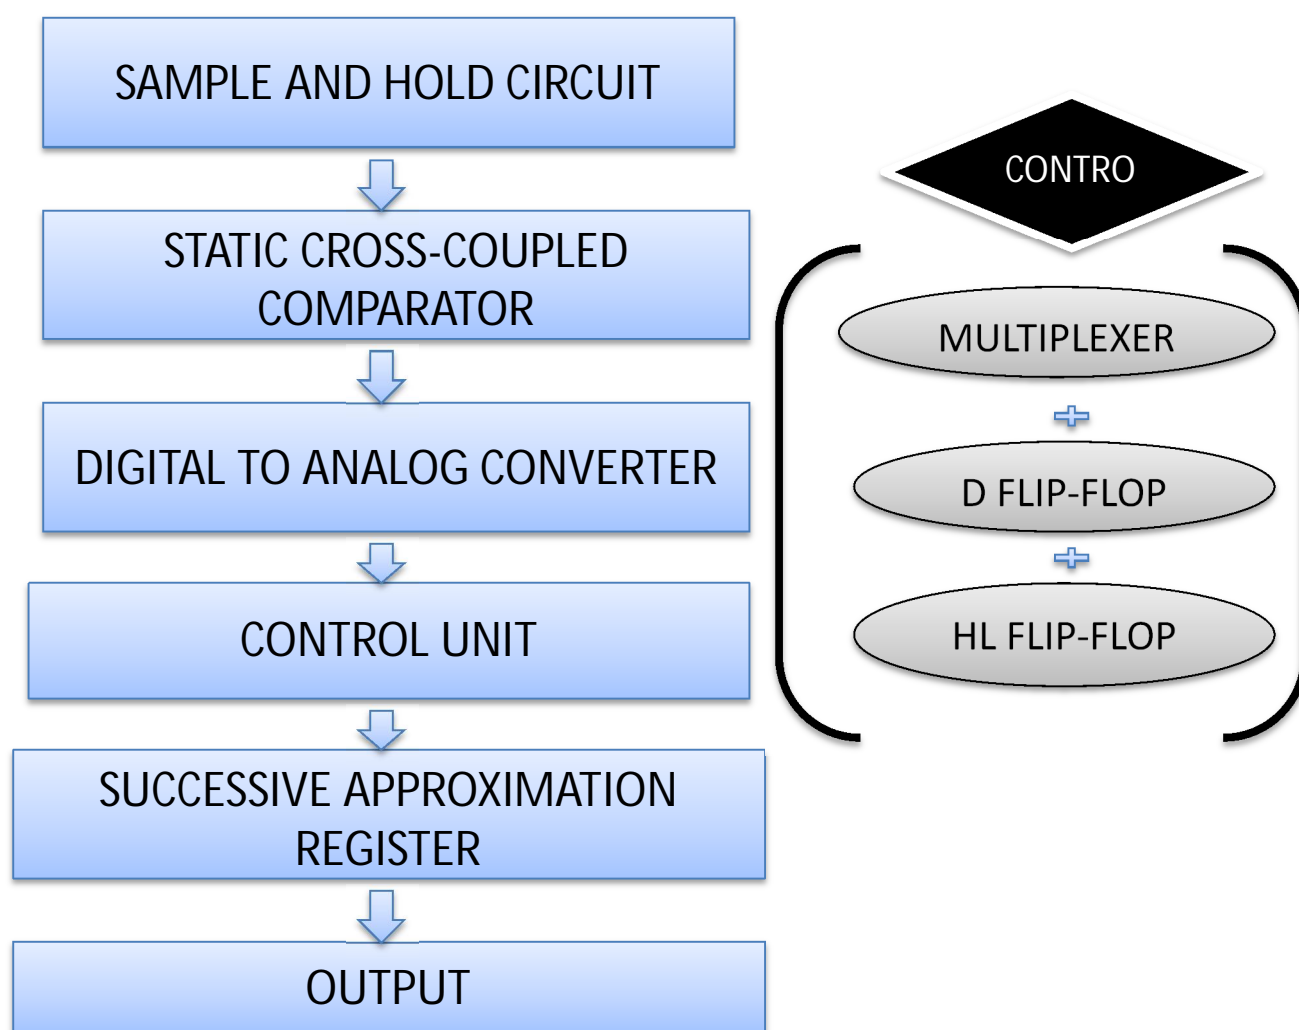 SAMPLE AND HOLD CIRCUIT
STATIC CROSS-COUPLED
COMPARATOR
DIGITAL TO ANALOG CONVERTER
CONTROL UNIT
SUCCESSIVE APPROXIMATION
REGISTER
OUTPUT
CONTRO
MULTIPLEXER
D FLIP-FLOP
HL FLIP-FLOP